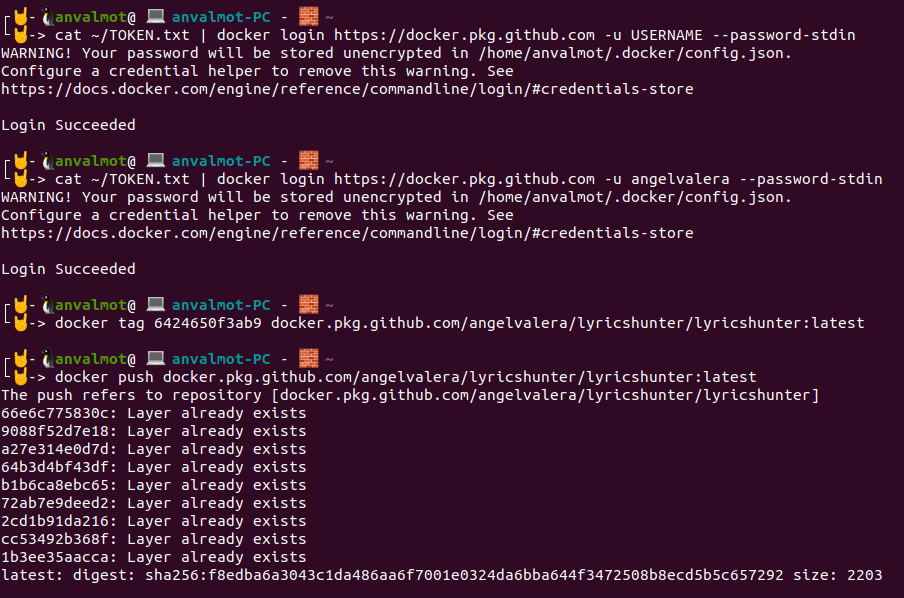 ┌🤘-🐧anvalmot@ 💻 anvalmot-PC - 🧱 ~
└🤘-> cat ~/TOKEN.txt | docker login https://docker.pkg.github.com -u USERNAME --password-stdin
WARNING! Your password will be stored unencrypted in /home/anvalmot/.docker/config.json.
Configure a credential helper to remove this warning. See
https://docs.docker.com/engine/reference/commandline/login/#credentials-store

Login Succeeded

┌🤘-🐧anvalmot@ 💻 anvalmot-PC - 🧱 ~
└🤘-> cat ~/TOKEN.txt | docker login https://docker.pkg.github.com -u angelvalera --password-stdin
WARNING! Your password will be stored unencrypted in /home/anvalmot/.docker/config.json.
Configure a credential helper to remove this warning. See
https://docs.docker.com/engine/reference/commandline/login/#credentials-store

Login Succeeded

┌🤘-🐧anvalmot@ 💻 anvalmot-PC - 🧱 ~
└🤘-> docker tag 6424650f3ab9 docker.pkg.github.com/angelvalera/lyricshunter/lyricshunter:latest

┌🤘-🐧anvalmot@ 💻 anvalmot-PC - 🧱 ~
└🤘-> docker push docker.pkg.github.com/angelvalera/lyricshunter/lyricshunter:latest
The push refers to repository [docker.pkg.github.com/angelvalera/lyricshunter/lyricshunter]
66e6c775830c: Layer already exists
9088f52d7e18: Layer already exists
a27e314e0d7d: Layer already exists
64b3d4bf43df: Layer already exists
b1b6ca8ebc65: Layer already exists
72ab7e9deed2: Layer already exists
2cd1b91da216: Layer already exists
cc53492b368f: Layer already exists
1b3ee35aacca: Layer already exists
latest: digest: sha256:f8edba6a3043c1da486aa6f7001e0324da6bba644f3472508b8ecd5b5c657292 size: 2203